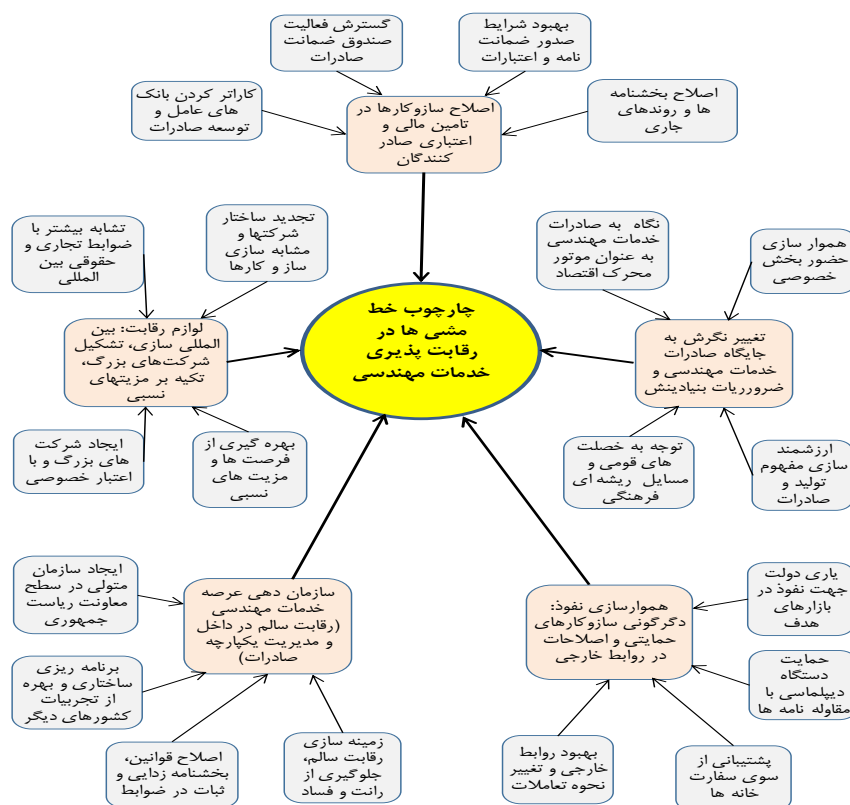 گسترش فعالیت
صندوق ضمانت
صادرات
بهبود شرایط
صدور ضمانت
نامه و اعتبارات
کاراتر کردن بانک
های عامل و
توسعه صادرات
اصلاح سازوکارها در
تامین مالی و
اعتباری صادر
کنندگان
اصلاح بخشنامه
ها و روندهای
جاری
تشابه بیشتر با
ضوابط تجاری و
حقوقی بین
المللی
تجدید ساختار
شرکتها و
مشابه سازی
ساز و کارها
نگاه به صادرات
خدمات مهندسی
به عنوان موتور
محرک اقتصاد
هموار سازی
حضور بخش
خصوصی
لوازم رقابت: بین
المللی سازی، تشکیل
شرکت‌های بزرگ،
تکیه بر مزیتهای
نسبی
چارچوب خط
مشی ها در
رقابت پذیری
خدمات مهندسی
تغییر نگرش به
جایگاه صادرات
خدمات مهندسی و
ضرورریات بنیادینش
ایجاد شرکت
های بزرگ و با
اعتبار خصوصی
بهره گیری از
فرصت ها و
مزیت های
نسبی
توجه به خصلت
های قومی و
مسایل ریشه ای
فرهنگی
ارزشمند
سازی مفهوم
تولید و
صادرات
ایجاد سازمان
متولی در سطح
معاونت ریاست
جمهوری
سازمان دهی عرصه
خدمات مهندسی
(رقابت سالم در داخل
و مدیریت یکپارچه
صادرات)
هموارسازی نفوذ:
دگرگونی سازوکارهای
حمایتی و اصلاحات
در روابط خارجی
یاری دولت
جهت نفوذ در
بازارهای
هدف
برنامه ریزی
ساختاری و بهره
از تجربیات
کشورهای دیگر
حمایت
دستگاه
دیپلماسی با
مقاوله نامه ها
اصلاح قوانین،
بخشنامه زدایی و
ثبات در ضوابط
زمینه سازی
رقابت سالم،
جلوگیری از
رانت و فساد
بهبود روابط
خارجی و تغییر
نحوه تعاملات
پشتیبانی از
سوی سفارت
خانه ها